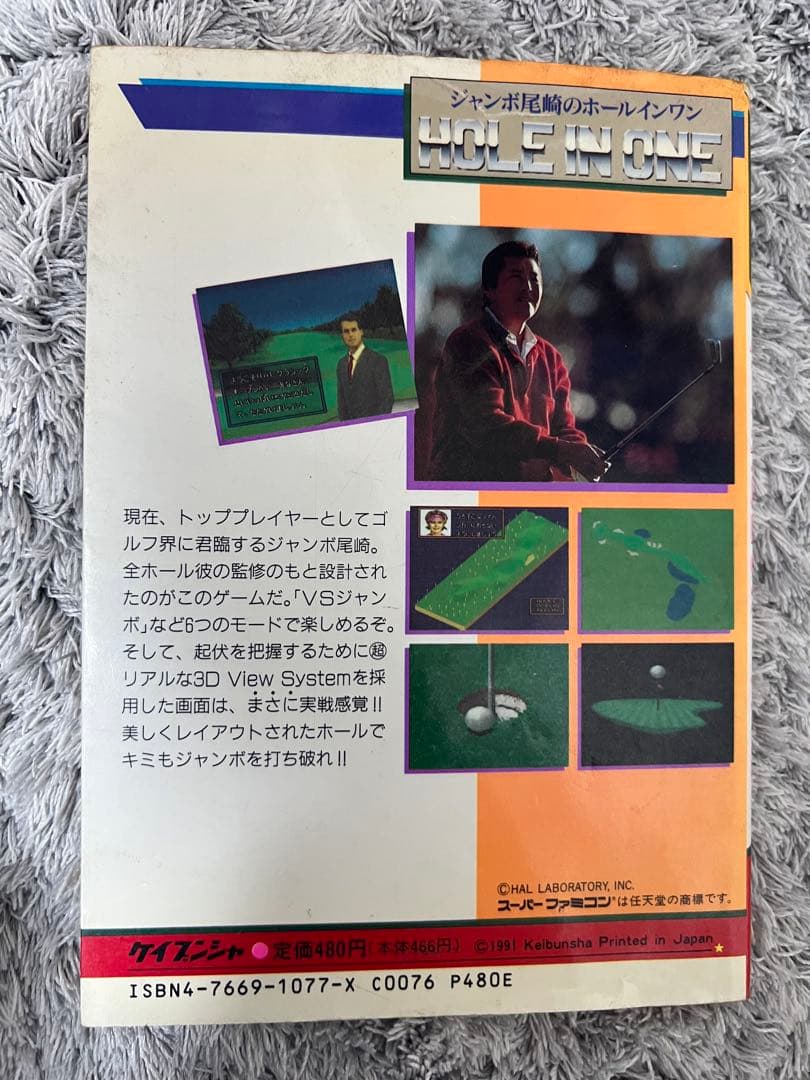 ジャンボ尾崎のホールインワン
HOLE IN ONE
現在、トッププレイヤーとしてゴ
ルフ界に君臨するジャンボ尾崎。
全ホール彼の監修のもと設計され
たのがこのゲームだ。「VSジャン
ボ」など6つのモードで楽しめるぞ。
そして、起伏を把握するために超
リアルな3D View Systemを採
用した画面は、まさに実戦感覚!!
美しくレイアウトされたホールで
キミもジャンボを打ち破れ!!
©HAL LABORATORY, INC.
スーパーファミコン®は任天堂の商標です。
ケイブンシャ ●定価480円(本体466円) ©1991 Keibunsha Printed in Japan
ISBN4-7669-1077-X C0076 P480E